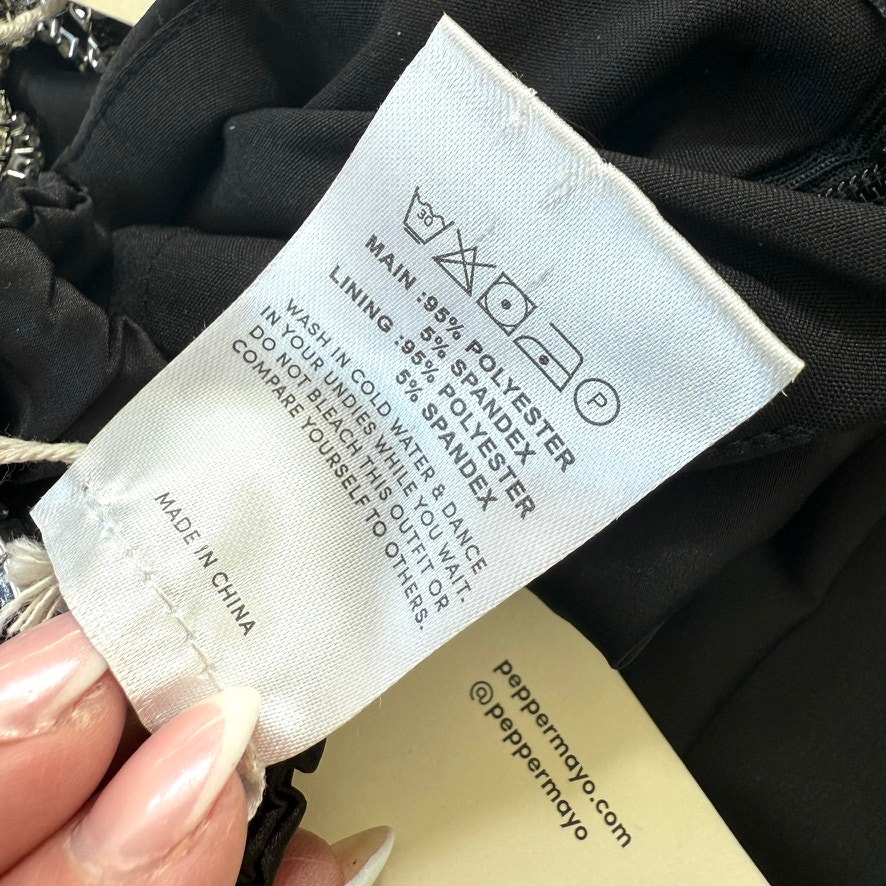 30
P
MAIN :95% POLYESTER
5% SPANDEX
LINING :95% POLYESTER
5% SPANDEX
WASH IN COLD WATER & DANCE
IN YOUR UNDIES WHILE YOU WAIT.
DO NOT BLEACH THIS OUTFIT OR
COMPARE YOURSELF TO OTHERS.
MADE IN CHINA
peppermayo.com
@peppermayo